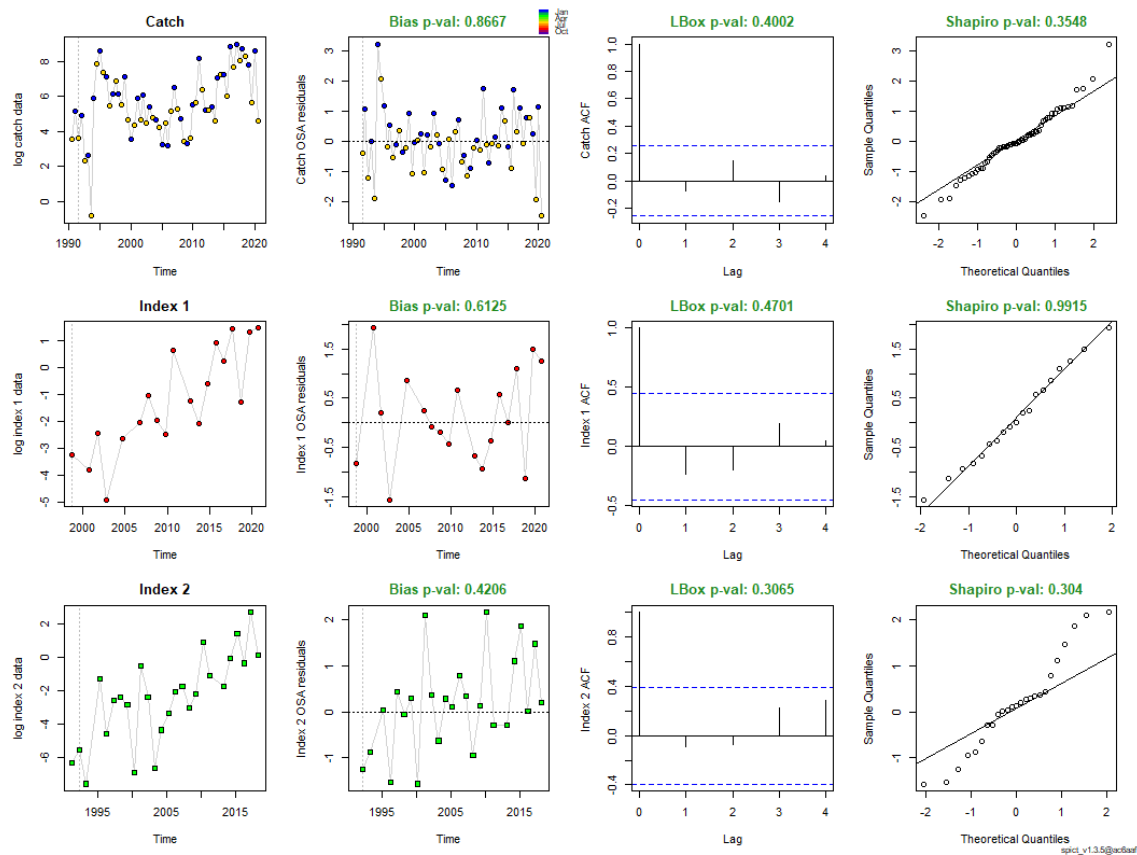 Catch
Bias p-val: 0.8667
Jan
Oct
LBox p-val: 0.4002
Shapiro p-val: 0.3548
log catch data
8
6
4
2
0
1990 2000 2010 2020
Time
Catch OSA residuals
3
2
1
0
-1
-2
1990 2000 2010 2020
Time
Catch ACF
1.0
0.6
0.2
-0.2
0 1 2 3 4
Lag
Sample Quantiles
3
2
1
0
-2
-2 -1 0 1 2
Theoretical Quantiles
Index 1
Bias p-val: 0.6125
LBox p-val: 0.4701
Shapiro p-val: 0.9915
log index 1 data
1
0
-1
-2
-3
-4
-5
2000 2005 2010 2015 2020
Time
Index 1 OSA residuals
1.5
0.5
-0.5
-1.5
2000 2005 2010 2015 2020
Time
Index 1 ACF
1.0
0.5
0.0
-0.5
0 1 2 3 4
Lag
Sample Quantiles
1.5
0.5
-0.5
-1.5
-2 -1 0 1 2
Theoretical Quantiles
Index 2
Bias p-val: 0.4206
LBox p-val: 0.3065
Shapiro p-val: 0.304
log index 2 data
2
0
-2
-4
-6
1995 2005 2015
Time
Index 2 OSA residuals
2
1
0
-1
1995 2005 2015
Time
Index 2 ACF
0.8
0.4
0.0
-0.4
0 1 2 3 4
Lag
Sample Quantiles
2
1
0
-1
-2 -1 0 1 2
Theoretical Quantiles
spict_v1.3.5@ac6aaf